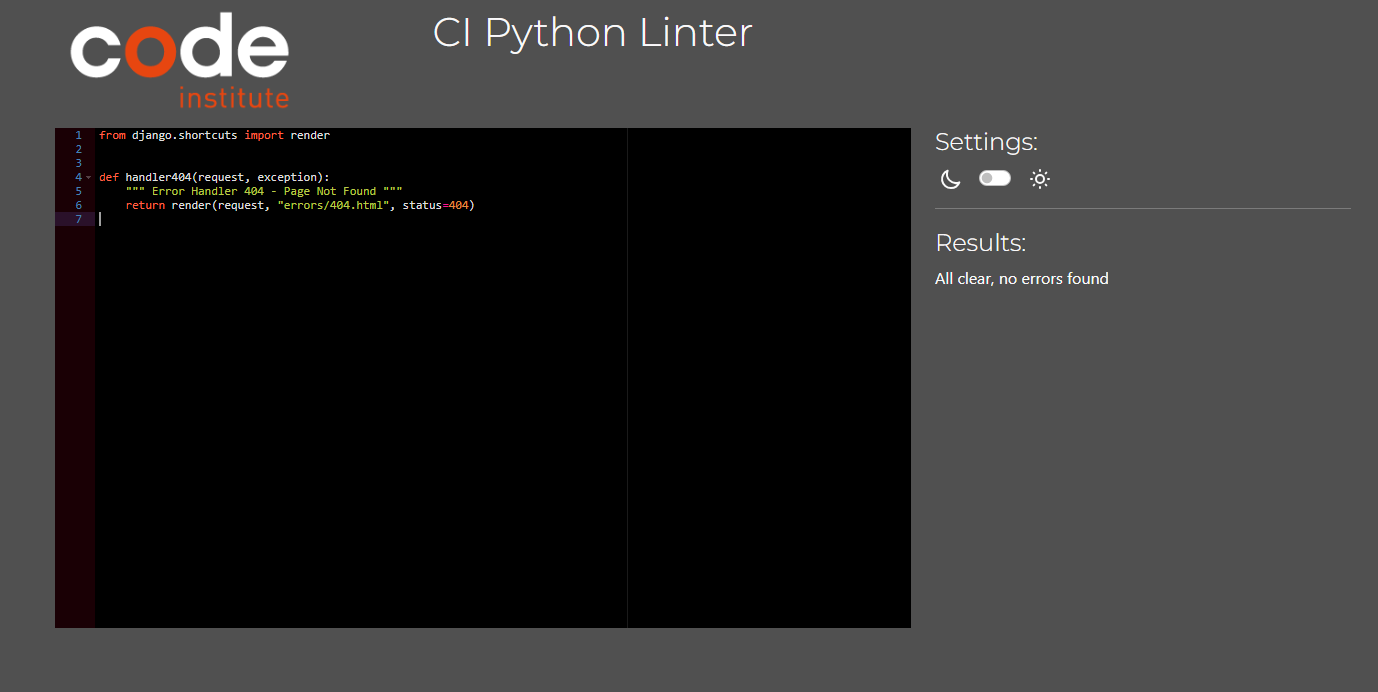 code
institute
CI Python Linter
1 from django.shortcuts import render
2
3
4 def handler404(request, exception):
5     """ Error Handler 404 - Page Not Found """
6     return render(request, "errors/404.html", status=404)
7
Settings:
Results:
All clear, no errors found